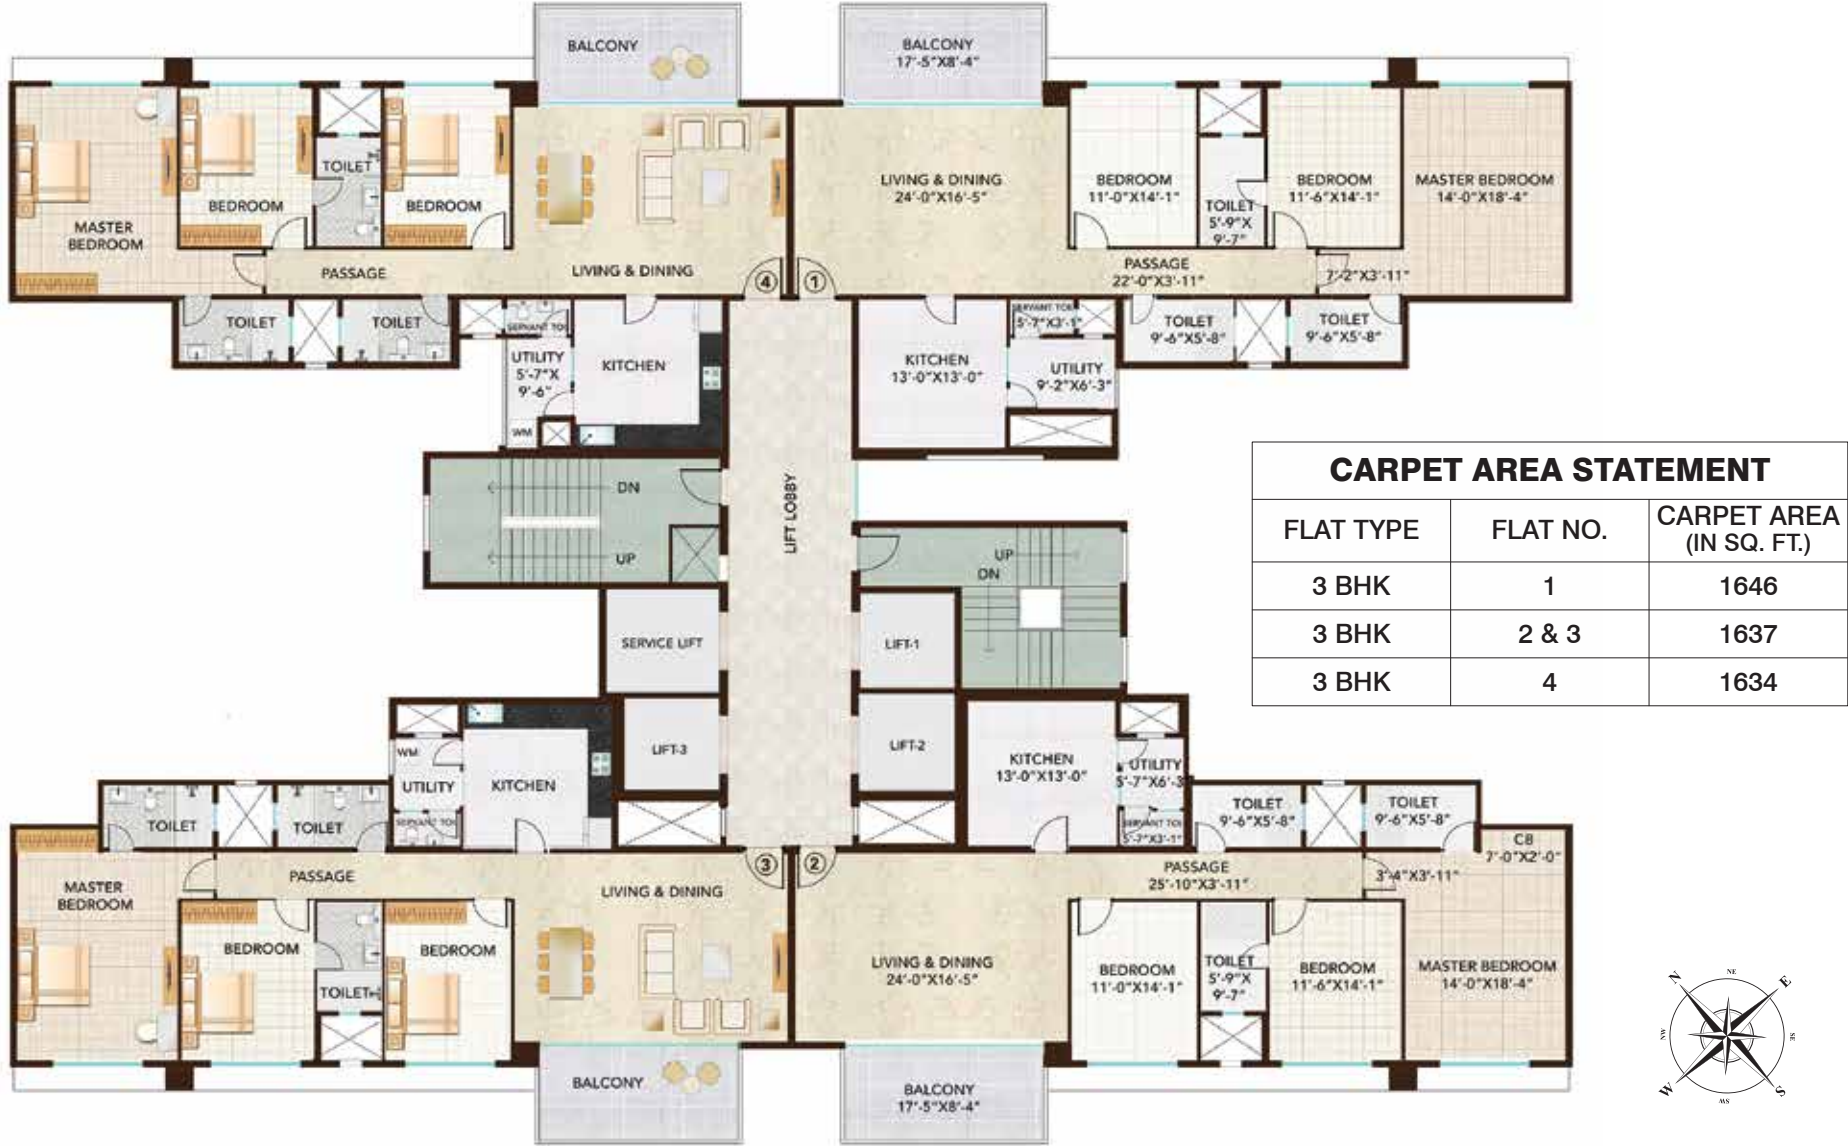 BALCONY
BALCONY
17'-5"X8'-4"
MASTER
BEDROOM
BEDROOM
TOILET
BEDROOM
PASSAGE
LIVING & DINING
4
1
LIVING & DINING
24'-0"X16'-5"
BEDROOM
11'-0"X14'-1"
TOILET
5'-9"X
9'-7"
BEDROOM
11'-6"X14'-1"
MASTER BEDROOM
14'-0"X18'-4"
PASSAGE
22'-0"X3'-11"
7'-2"X3'-11"
TOILET
TOILET
SERVANT TOI
UTILITY
5'-7"X
9'-6"
WM
KITCHEN
KITCHEN
13'-0"X13'-0"
SERVANT TOI
5'-7"X3'-1"
UTILITY
9'-2"X6'-3"
TOILET
9'-6"X5'-8"
TOILET
9'-6"X5'-8"
DN
UP
LIFT LOBBY
UP
DN
SERVICE LIFT
LIFT-1
LIFT-3
LIFT-2
CARPET AREA STATEMENT
FLAT TYPE FLAT NO. CARPET AREA
(IN SQ. FT.)
3 BHK 1 1646
3 BHK 2 & 3 1637
3 BHK 4 1634
WM
UTILITY
SERVANT TOI
KITCHEN
KITCHEN
13'-0"X13'-0"
UTILITY
5'-7"X6'-3
SERVANT TOI
5'-7"X3'-1"
TOILET
9'-6"X5'-8"
TOILET
9'-6"X5'-8"
CB
7'-0"X2'-0"
TOILET
TOILET
3
2
MASTER
BEDROOM
PASSAGE
LIVING & DINING
PASSAGE
25'-10"X3'-11"
3'-4"X3'-11"
BEDROOM
TOILET
BEDROOM
LIVING & DINING
24'-0"X16'-5"
BEDROOM
11'-0"X14'-1"
TOILET
5'-9"X
9'-7"
BEDROOM
11'-6"X14'-1"
MASTER BEDROOM
14'-0"X18'-4"
BALCONY
BALCONY
17'-5"X8'-4"
N
NE
E
NW
SE
W
SW
S